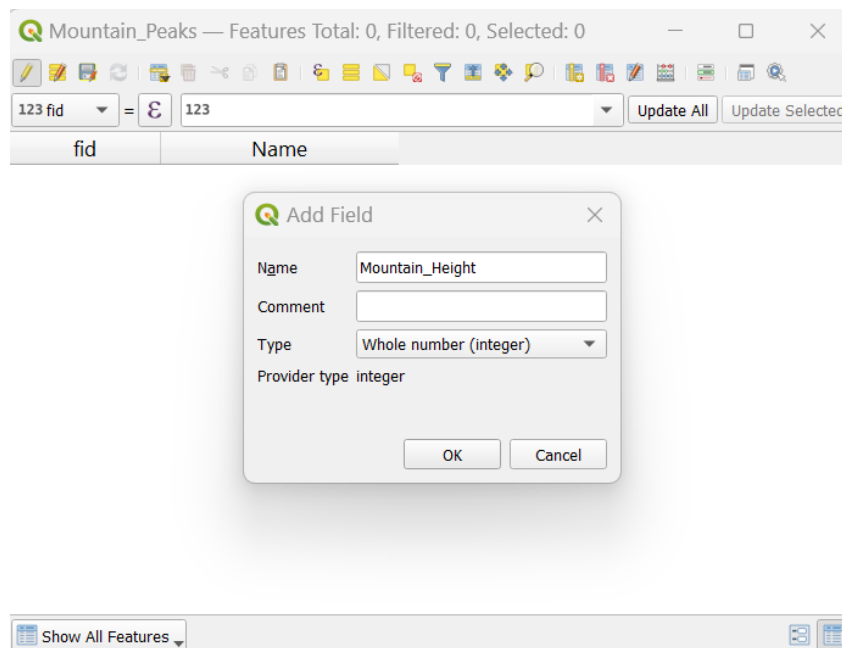 Mountain_Peaks — Features Total: 0, Filtered: 0, Selected: 0
123 fid = ε 123 Update All Update Selected
fid Name
Add Field
Name Mountain_Height
Comment
Type Whole number (integer)
Provider type integer
OK Cancel
Show All Features